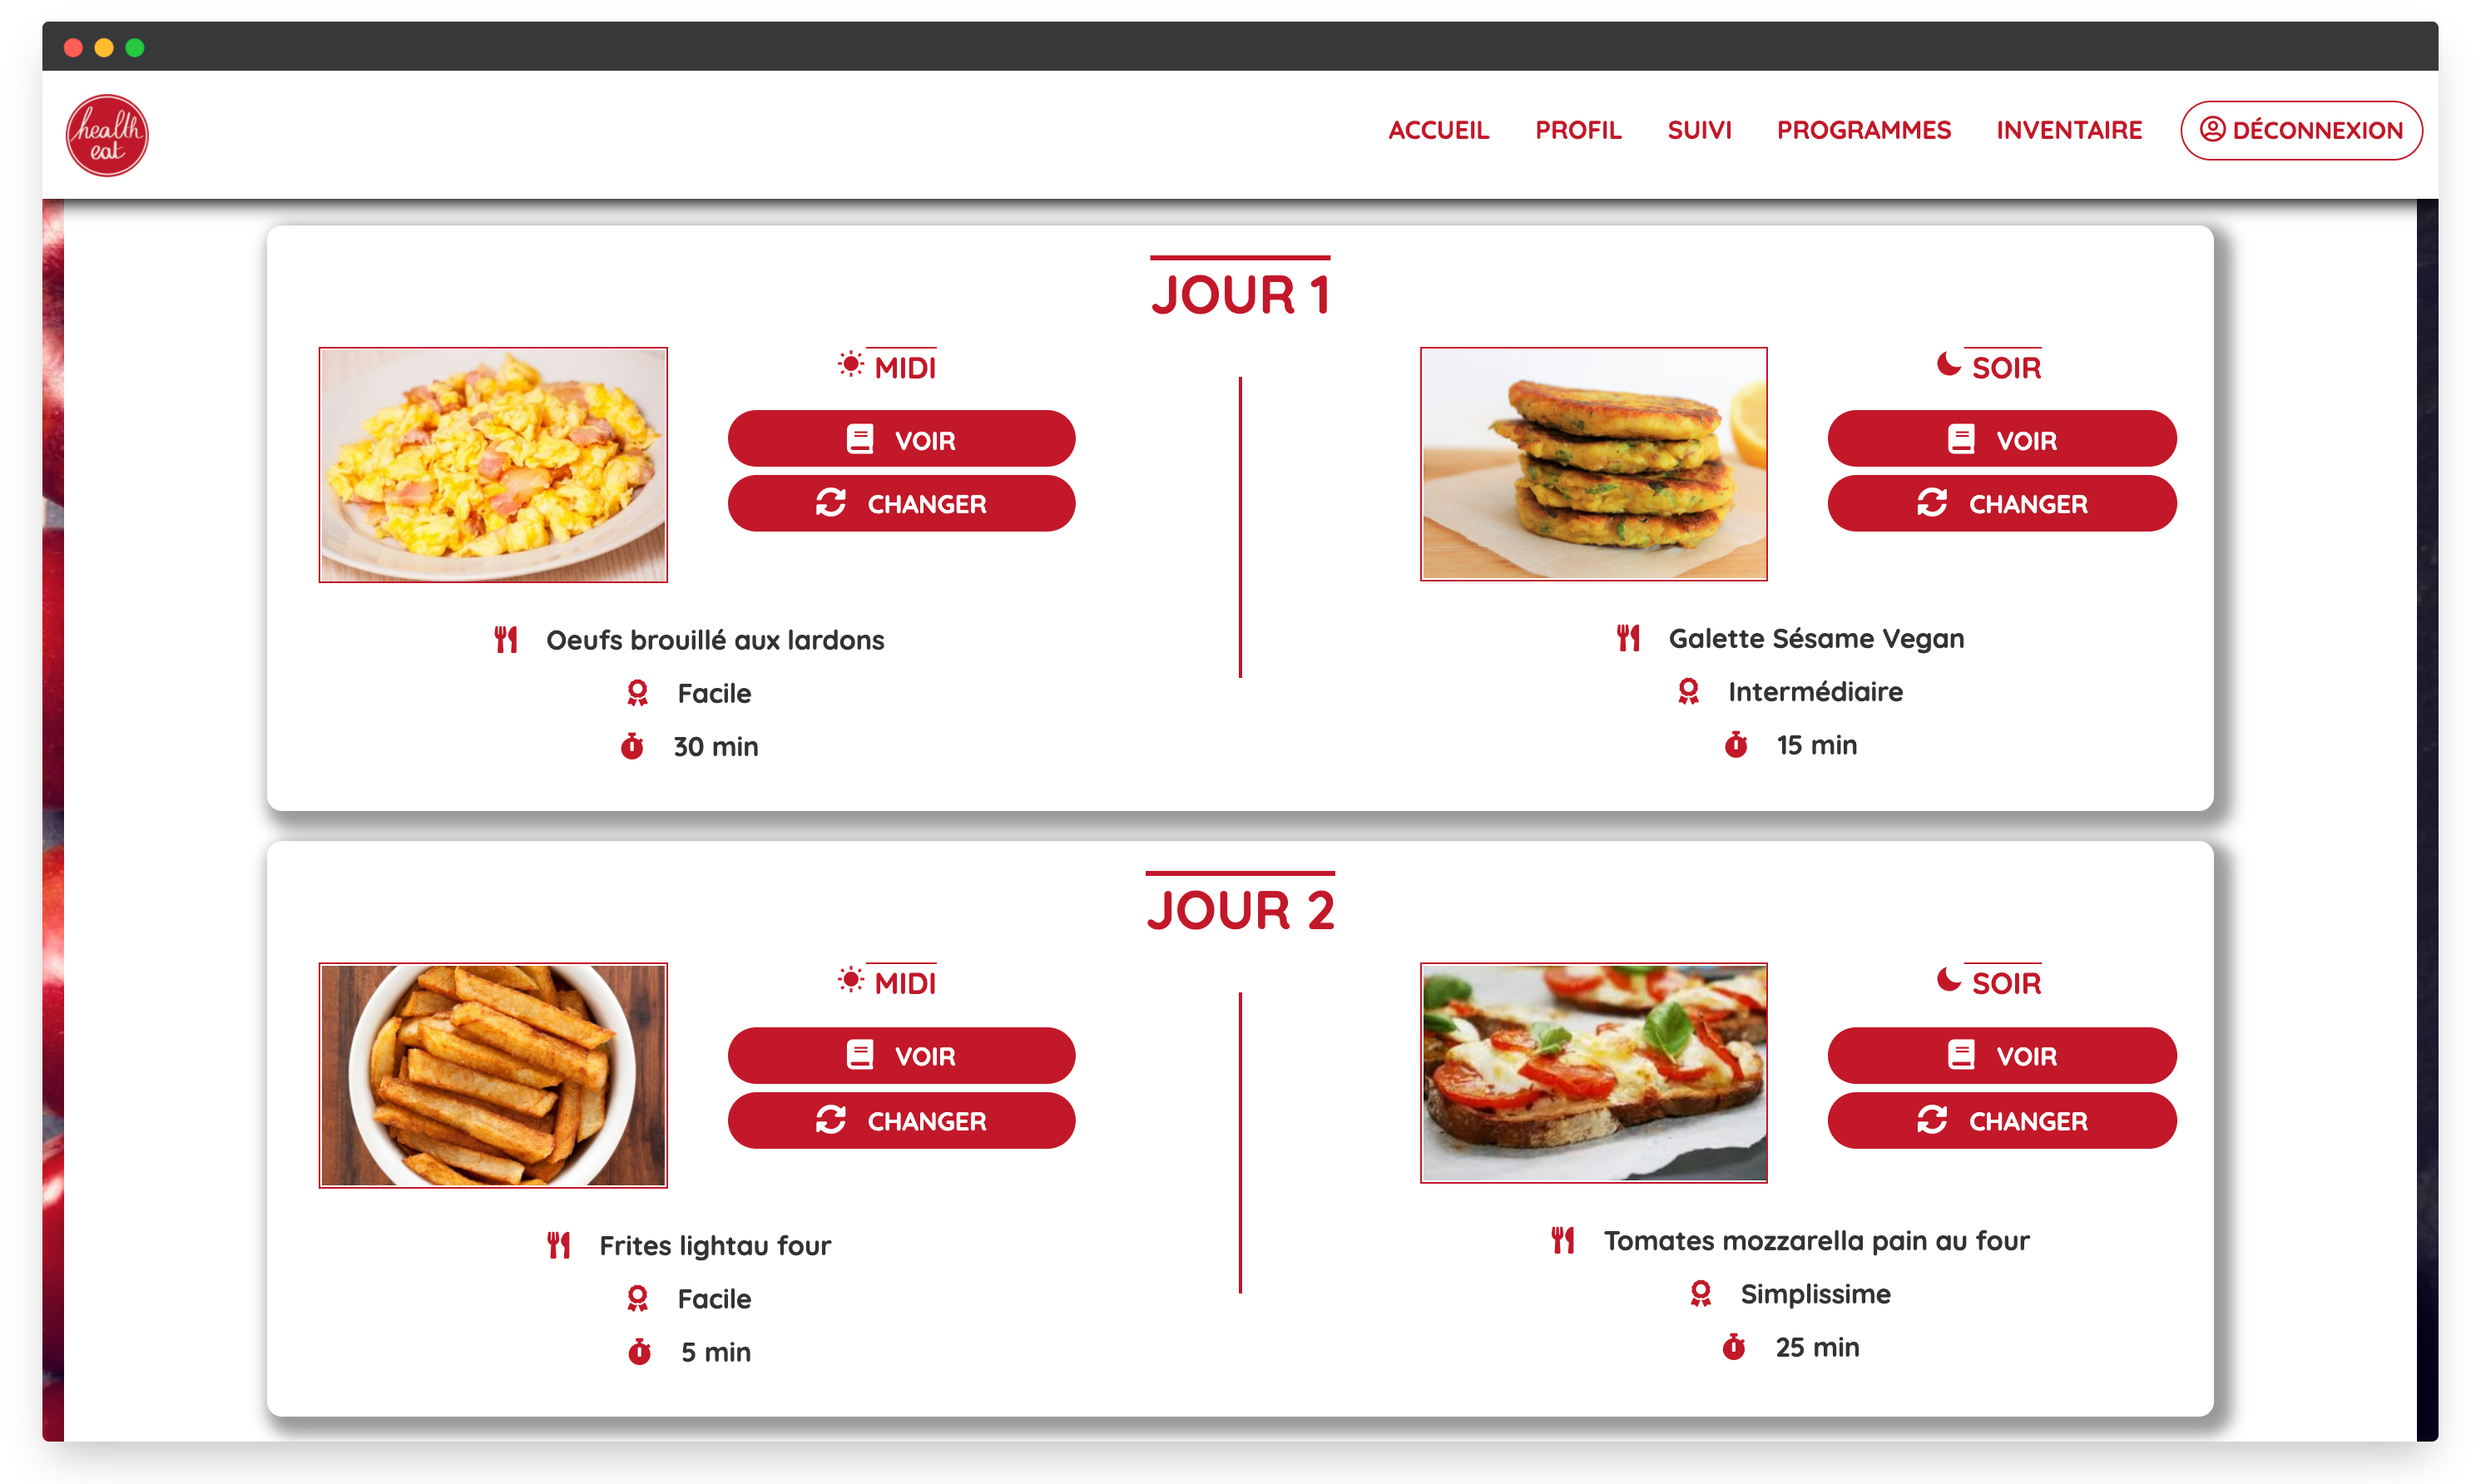 health
eat
ACCUEIL PROFIL SUIVI PROGRAMMES INVENTAIRE DÉCONNEXION
JOUR 1
MIDI
VOIR
CHANGER
Oeufs brouillé aux lardons
Facile
30 min
SOIR
VOIR
CHANGER
Galette Sésame Vegan
Intermédiaire
15 min
JOUR 2
MIDI
VOIR
CHANGER
Frites lightau four
Facile
5 min
SOIR
VOIR
CHANGER
Tomates mozzarella pain au four
Simplissime
25 min